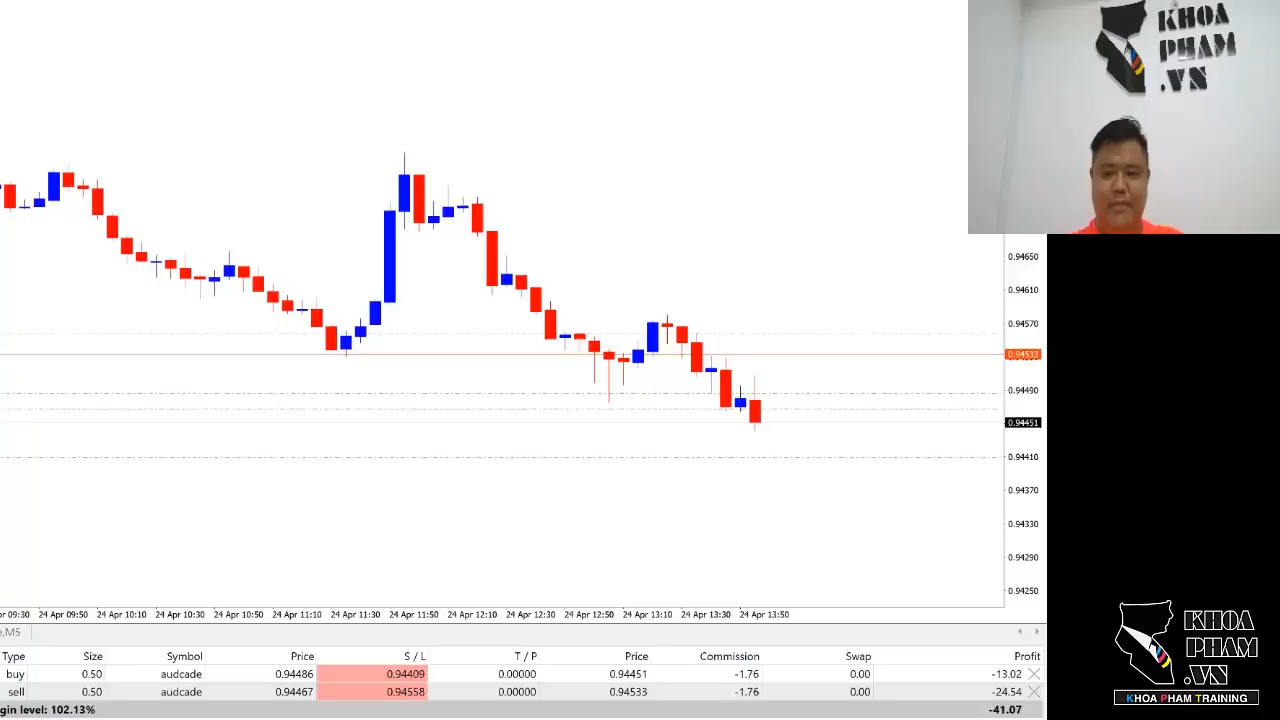 KHOA
PHAM
.VN
0.94650
0.94610
0.94570
0.94533
0.94490
0.94451
0.94410
0.94370
0.94330
0.94290
0.94250
09:30 24 Apr 09:50 24 Apr 10:10 24 Apr 10:30 24 Apr 10:50 24 Apr 11:10 24 Apr 11:30 24 Apr 11:50 24 Apr 12:10 24 Apr 12:30 24 Apr 12:50 24 Apr 13:10 24 Apr 13:30 24 Apr 13:50
e,M5
Type Size Symbol Price S / L T / P Price Commission Swap Profit
buy 0.50 audcade 0.94486 0.94409 0.00000 0.94451 -1.76 0.00 -13.02
sell 0.50 audcade 0.94467 0.94558 0.00000 0.94533 -1.76 0.00 -24.54
gin level: 102.13% -41.07
KHOA
PHAM
.VN
KHOA PHAM TRAINING